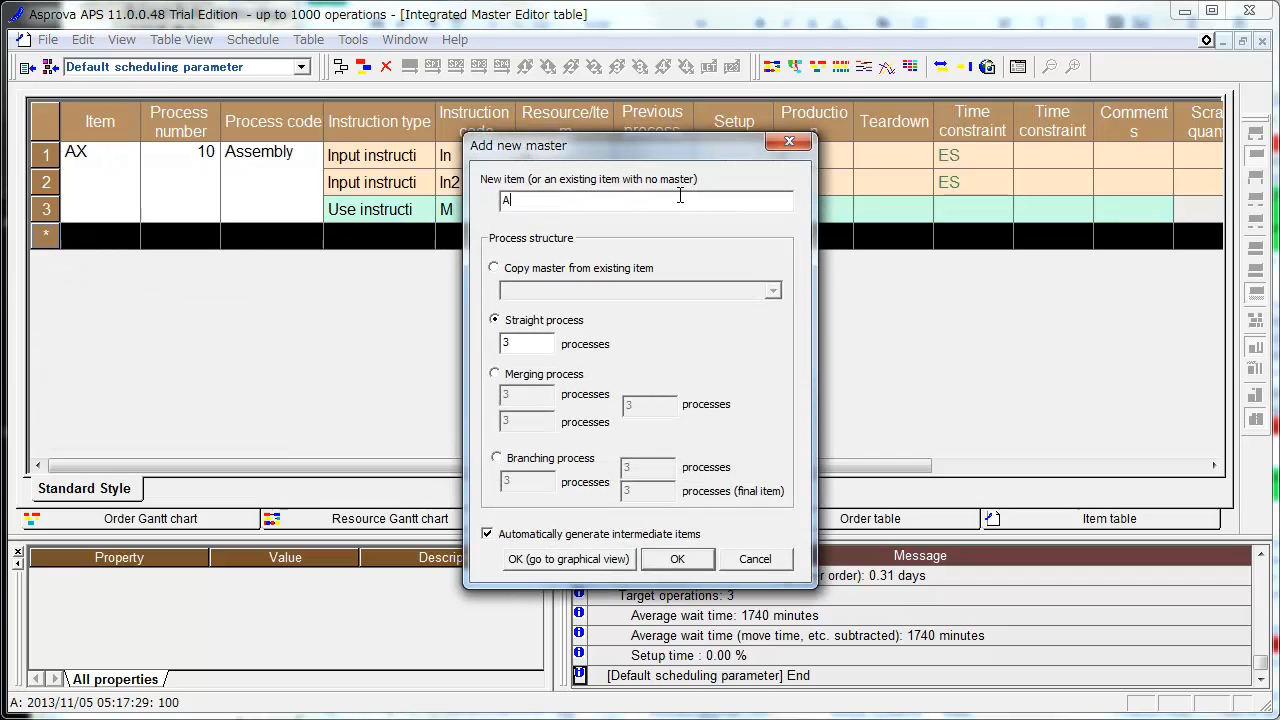 Asprova APS 11.0.0.48 Trial Edition - up to 1000 operations - [Integrated Master Editor table]
File Edit View Table View Schedule Table Tools Window Help
Default scheduling parameter
Item Process number Process code Instruction type Instruction Resource/Ite Previous Setup Productio n Teardown Time constraint Time constraint Comment s Scra quant
1 AX 10 Assembly Input instructi In ES
2 Input instructi In2 ES
3 Use instructi M
*
Add new master
New item (or an existing item with no master)
A
Process structure
Copy master from existing item
Straight process
3 processes
Merging process
3 processes
3 processes
3 processes
Branching process
3 processes
3 processes
3 processes (final item)
Automatically generate intermediate items
OK (go to graphical view) OK Cancel
Standard Style
Order Gantt chart Resource Gantt chart Order table Item table
Property Value Descrip
All properties
Message
order): 0.31 days
Target operations: 3
Average wait time: 1740 minutes
Average wait time (move time, etc. subtracted): 1740 minutes
Setup time : 0.00 %
[Default scheduling parameter] End
A: 2013/11/05 05:17:29: 100